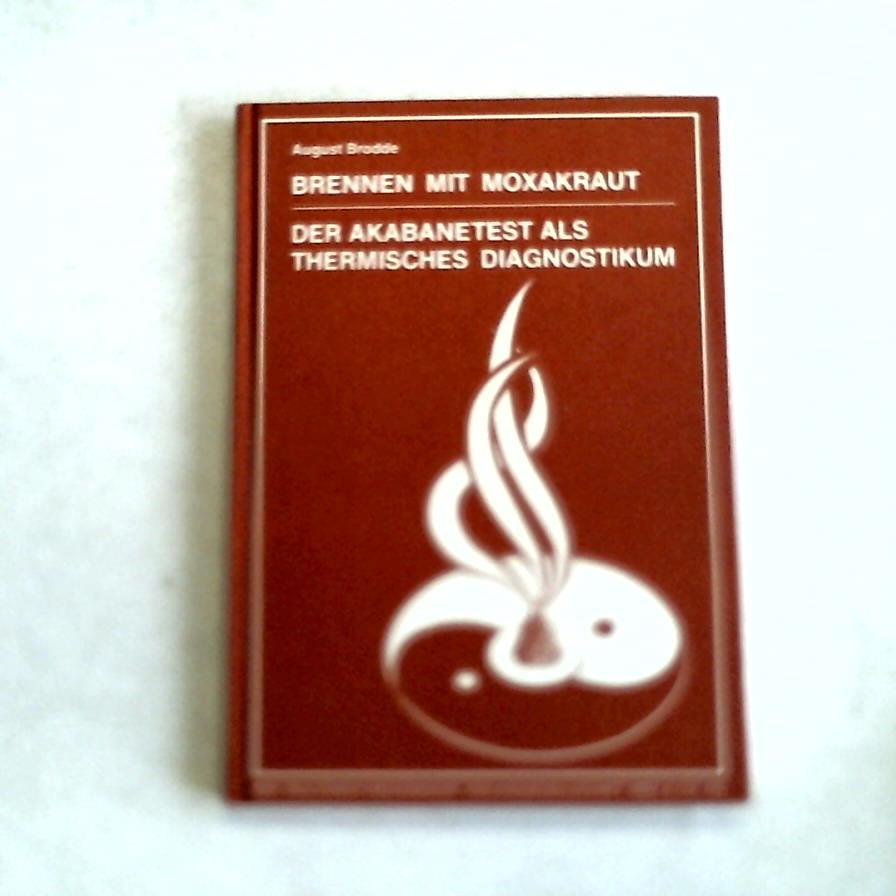 August Brodde
BRENNEN MIT MOXAKRAUT
DER AKABANETEST ALS
THERMISCHES DIAGNOSTIKUM